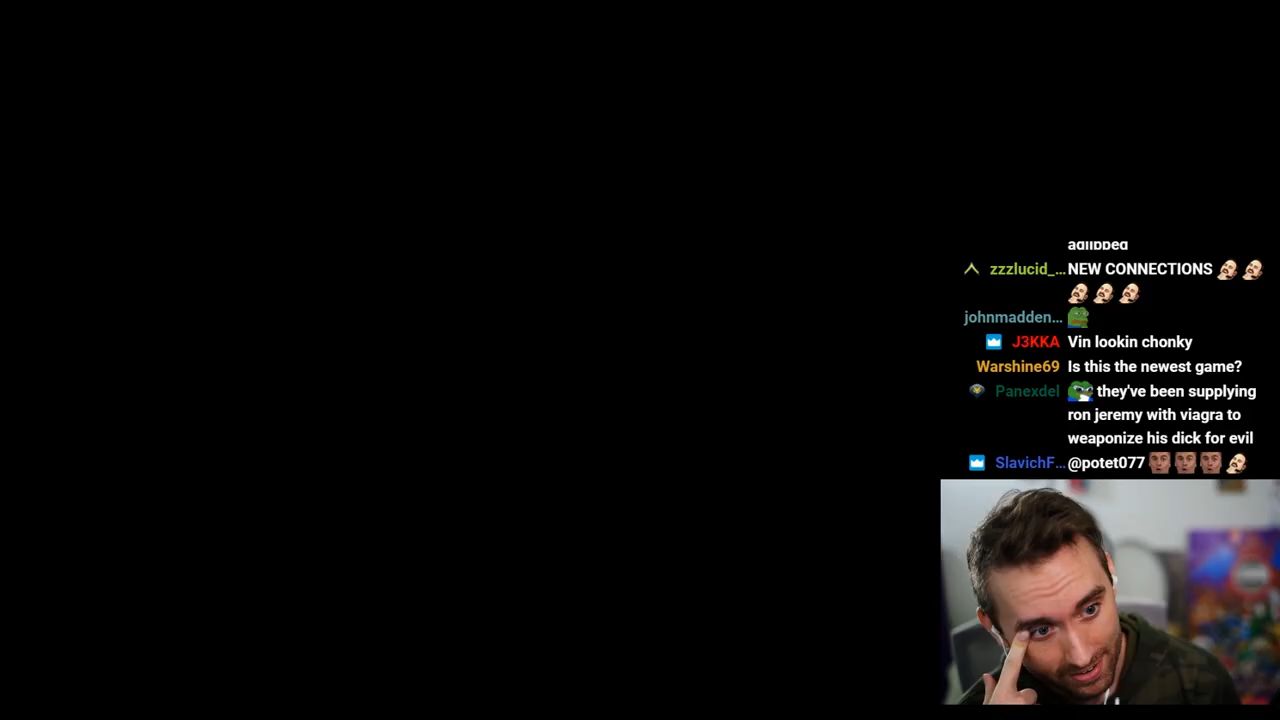 adlibbed
zzzlucid_… NEW CONNECTIONS
johnmadden…
J3KKA Vin lookin chonky
Warshine69 Is this the newest game?
Panexdel they've been supplying
ron jeremy with viagra to
weaponize his dick for evil
SlavichF… @potet077